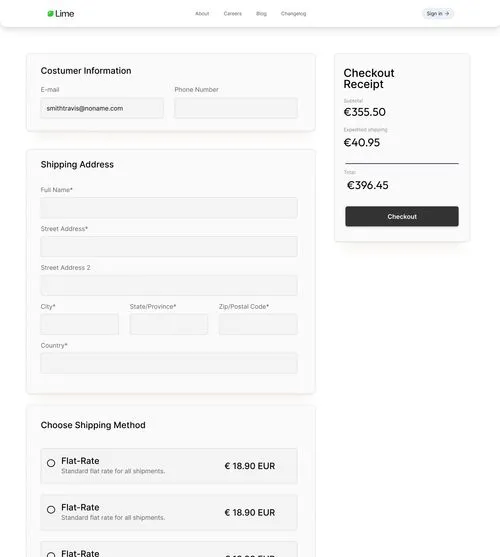 Lime
About Careers Blog Changelog
Sign in →
Costumer Information
E-mail Phone Number
smithtravis@noname.com
Shipping Address
Full Name*
Street Address*
Street Address 2
City* State/Province* Zip/Postal Code*
Country*
Choose Shipping Method
Flat-Rate
Standard flat rate for all shipments.
€ 18.90 EUR
Flat-Rate
Standard flat rate for all shipments.
€ 18.90 EUR
Flat-Rate
€ 18.90 EUR
Checkout
Receipt
Subtotal
€355.50
Expedited shipping
€40.95
Total
€396.45
Checkout